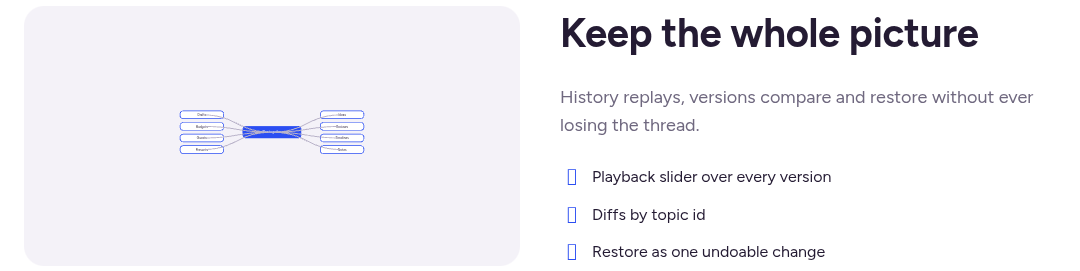 Keep the whole picture
History replays, versions compare and restore without ever
losing the thread.
Playback slider over every version
Diffs by topic id
Restore as one undoable change